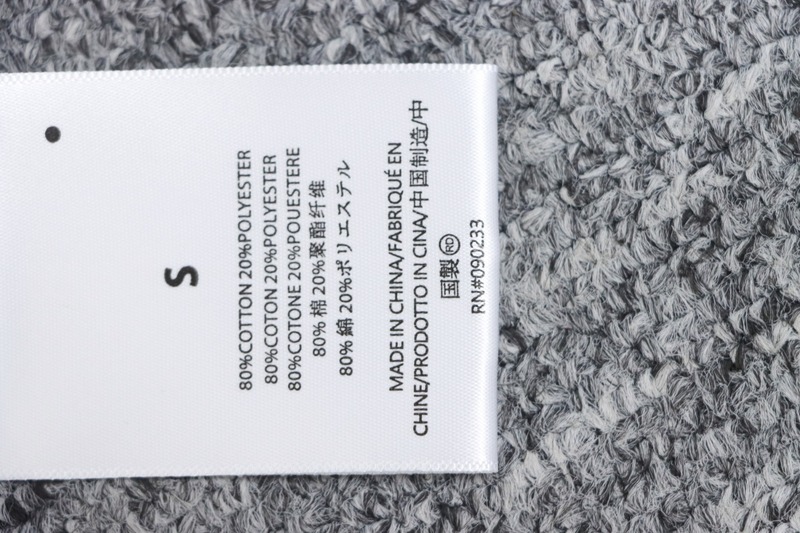 S
80%COTTON 20%POLYESTER
80%COTON 20%POLYESTER
80%COTONE 20%POUESTERE
80% 棉 20%聚酯纤维
80% 綿 20%ポリエステル
MADE IN CHINA/FABRIQUÉ EN
CHINE/PRODOTTO IN CINA/中国制造/中
国製 RD
RN#090233